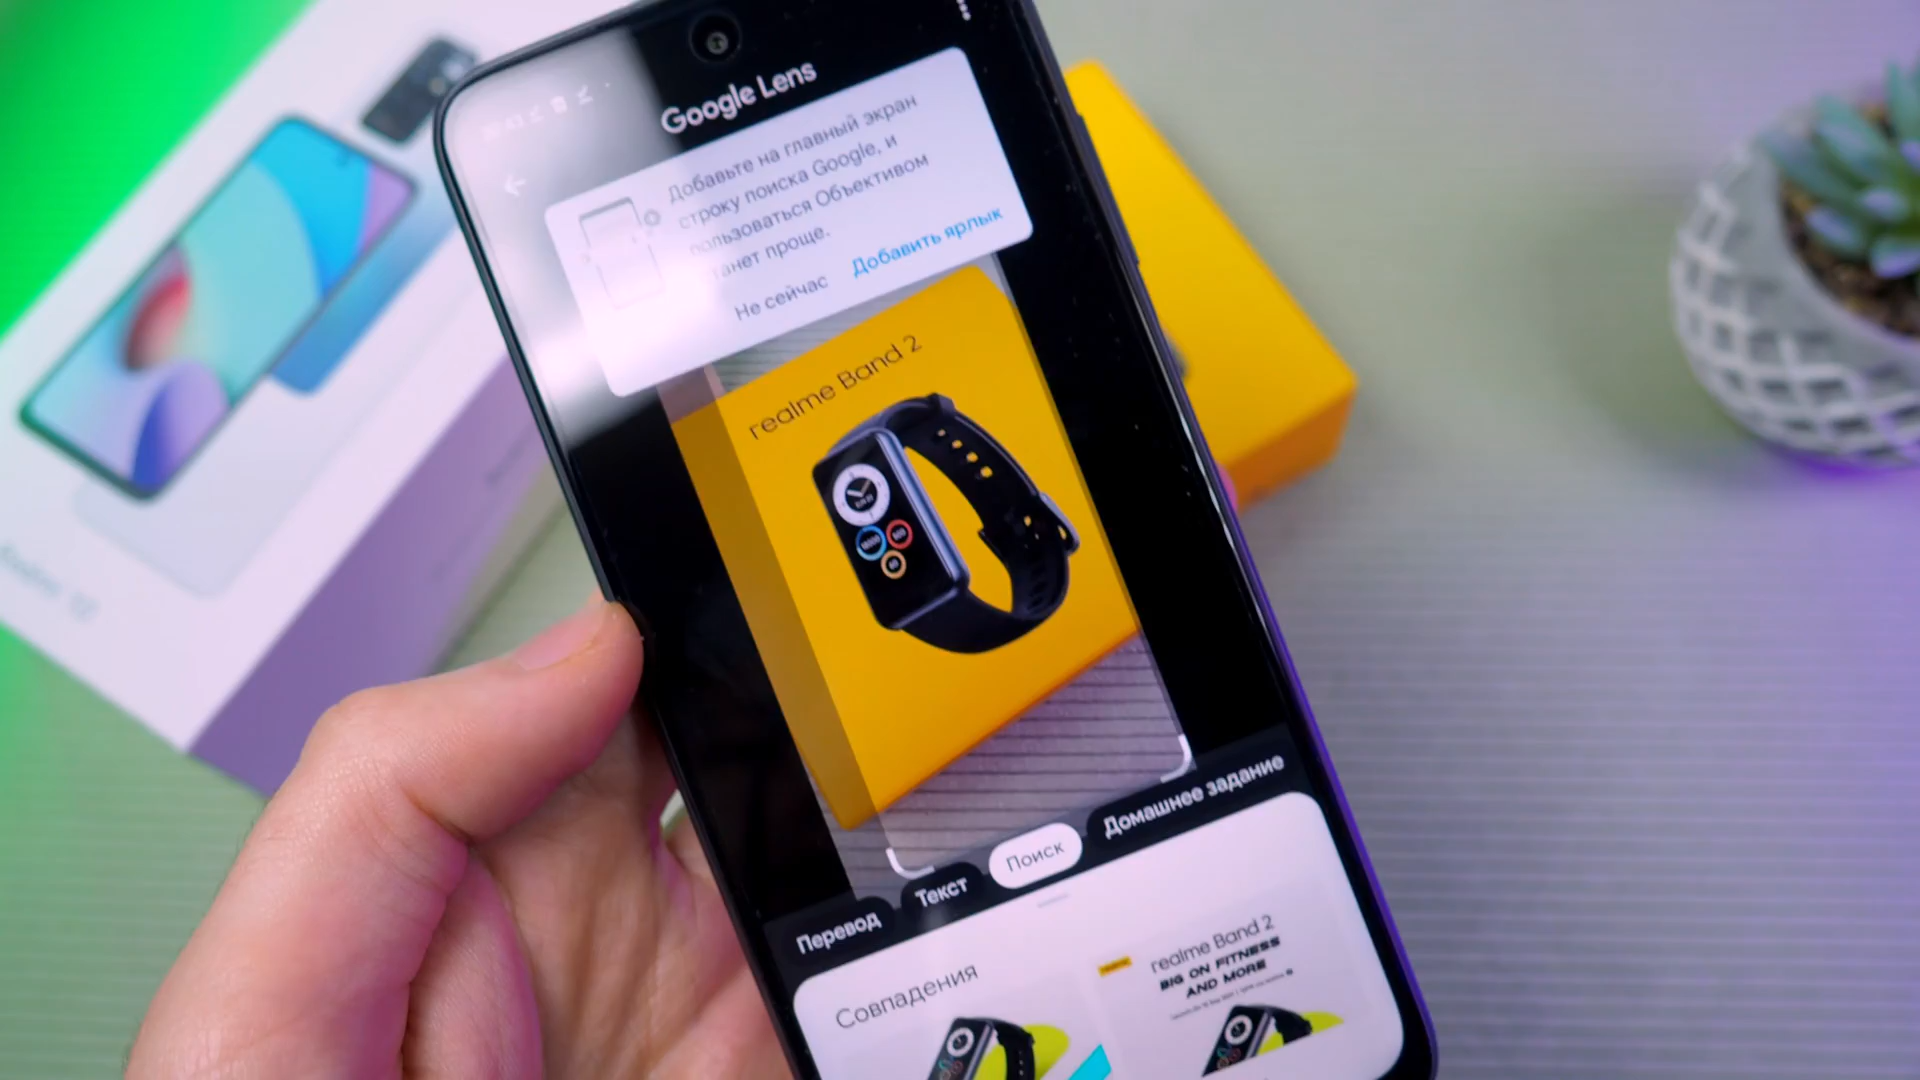 Google Lens
Добавьте на главный экран
строку поиска Google, и
пользоваться Объективом
станет проще.
Не сейчас Добавить ярлык
realme Band 2
Перевод Текст Поиск Домашнее задание
Совпадения
realme Band 2
BIG ON FITNESS
AND MORE